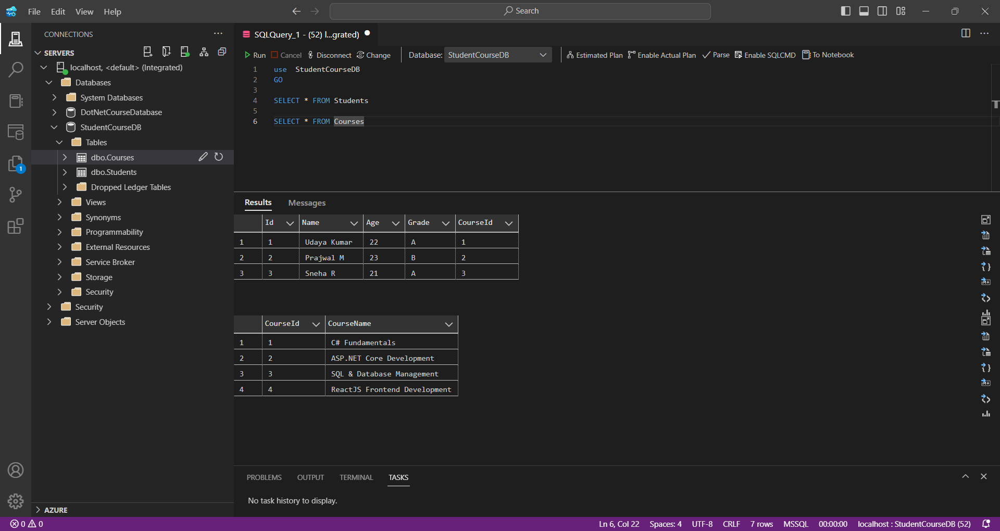 File Edit View Help
Search
CONNECTIONS
SERVERS
localhost, <default> (Integrated)
Databases
System Databases
DotNetCourseDatabase
StudentCourseDB
Tables
dbo.Courses
dbo.Students
Dropped Ledger Tables
Views
Synonyms
Programmability
External Resources
Service Broker
Storage
Security
Security
Server Objects
AZURE
1
SQLQuery_1 - (52) l...grated)
Run Cancel Disconnect Change Database: StudentCourseDB Estimated Plan Enable Actual Plan Parse Enable SQLCMD To Notebook
1 use StudentCourseDB
2 GO
3
4 SELECT * FROM Students
5
6 SELECT * FROM Courses
Results Messages
Id Name Age Grade CourseId
1 1 Udaya Kumar 22 A 1
2 2 Prajwal M 23 B 2
3 3 Sneha R 21 A 3
CourseId CourseName
1 1 C# Fundamentals
2 2 ASP.NET Core Development
3 3 SQL & Database Management
4 4 ReactJS Frontend Development
PROBLEMS OUTPUT TERMINAL TASKS
No task history to display.
0 0 Ln 6, Col 22 Spaces: 4 UTF-8 CRLF 7 rows MSSQL 00:00:00 localhost : StudentCourseDB (52)